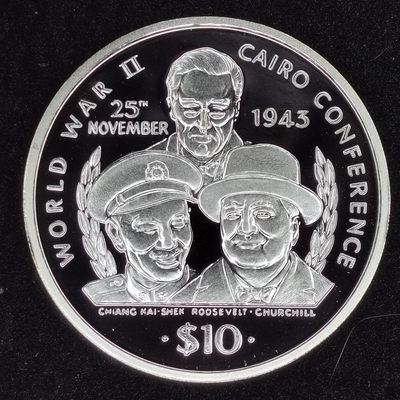 WORLD WAR II
CAIRO CONFERENCE
25TH
NOVEMBER
1943
CHIANG KAI-SHEK ROOSEVELT · CHURCHILL
· $10 ·